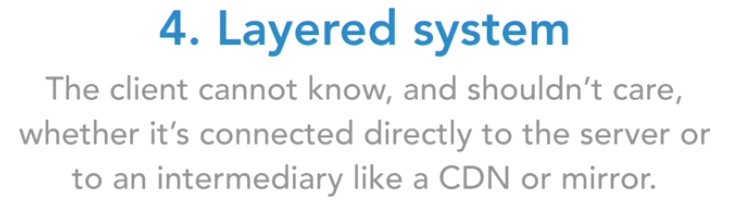 4. Layered system
The client cannot know, and shouldn’t care,
whether it’s connected directly to the server or
to an intermediary like a CDN or mirror.